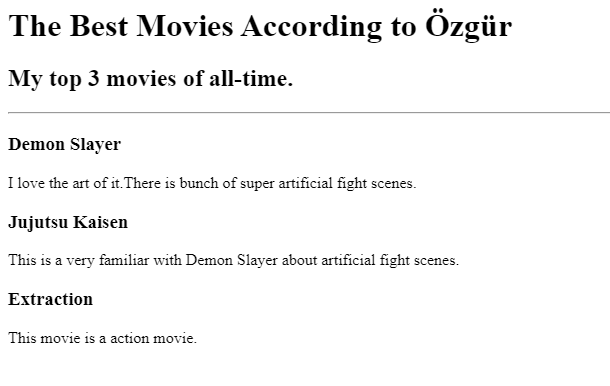 The Best Movies According to Özgür
My top 3 movies of all-time.
Demon Slayer
I love the art of it.There is bunch of super artificial fight scenes.
Jujutsu Kaisen
This is a very familiar with Demon Slayer about artificial fight scenes.
Extraction
This movie is a action movie.